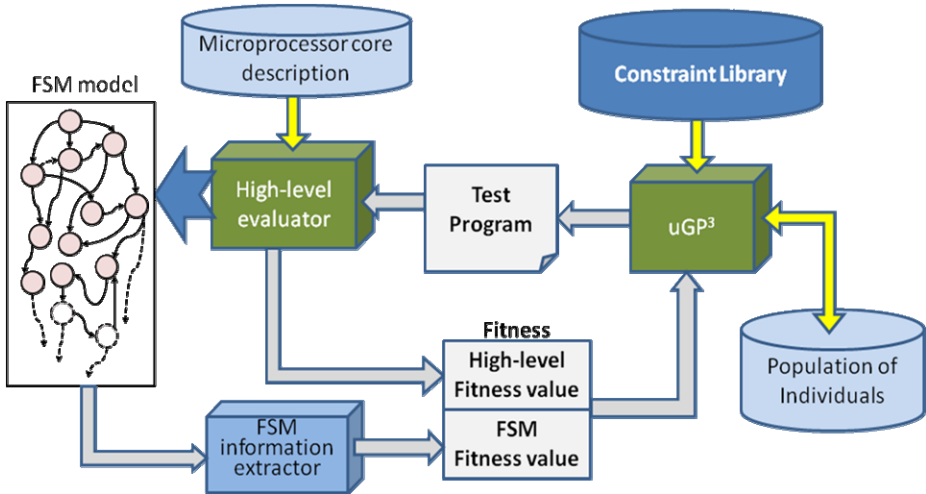 Microprocessor core
description
Constraint Library
FSM model
High-level
evaluator
Test
Program
uGP³
Fitness
High-level
Fitness value
FSM
Fitness value
FSM
information
extractor
Population of
Individuals